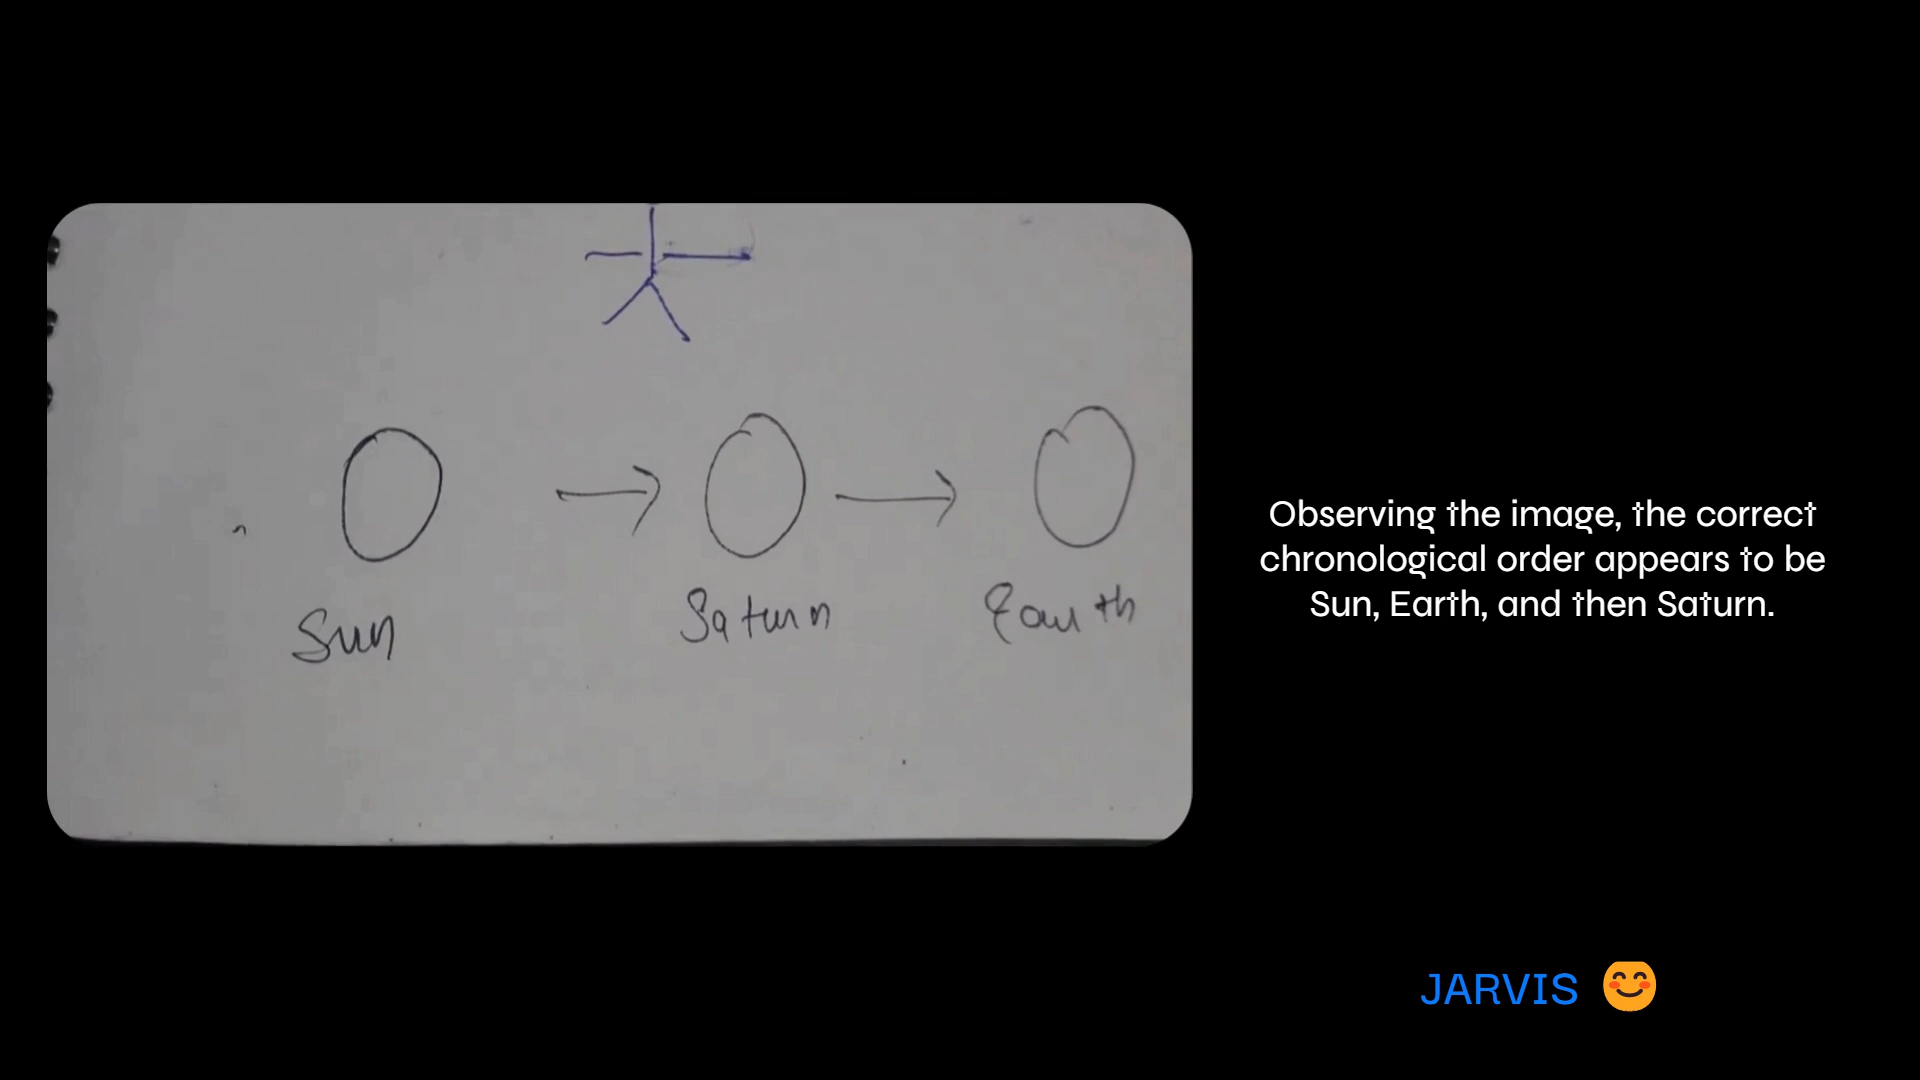 Sun
Saturn
Earth
Observing the image, the correct
chronological order appears to be
Sun, Earth, and then Saturn.
JARVIS